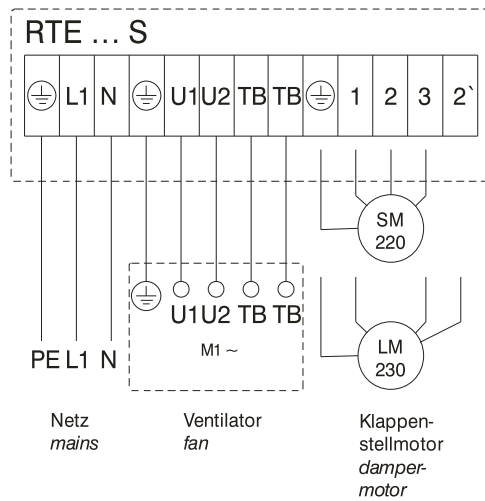 RTE ... S
L1 N U1 U2 TB TB 1 2 3 2`
SM
220
U1 U2 TB TB
M1 ~
LM
230
PE L1 N
Netz
mains
Ventilator
fan
Klappen-
stellmotor
damper-
motor